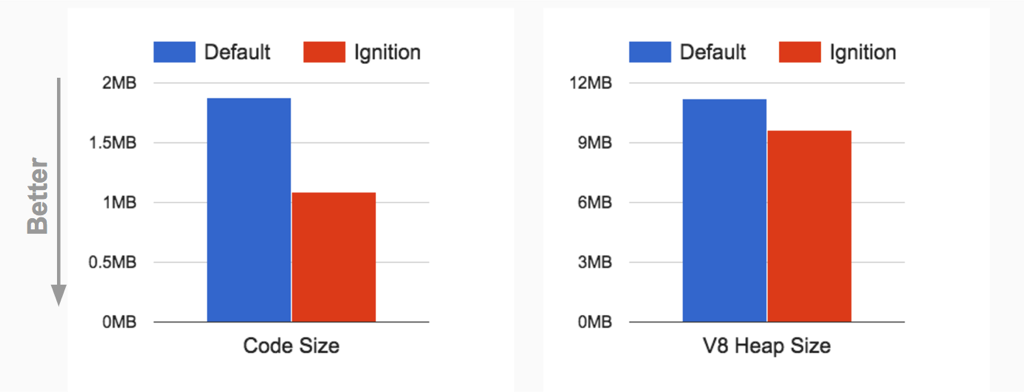 Better
Default Ignition
2MB
1.5MB
1MB
0.5MB
0MB
Code Size
Default Ignition
12MB
9MB
6MB
3MB
0MB
V8 Heap Size